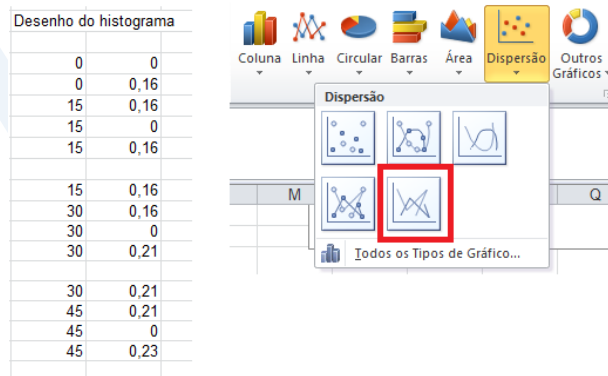 Desenho do histograma
0 0
0 0,16
15 0,16
15 0
15 0,16
15 0,16
30 0,16
30 0
30 0,21
30 0,21
45 0,21
45 0
45 0,23
Coluna Linha Circular Barras Área Dispersão Outros
Gráficos
Dispersão
M Q
Todos os Tipos de Gráfico...